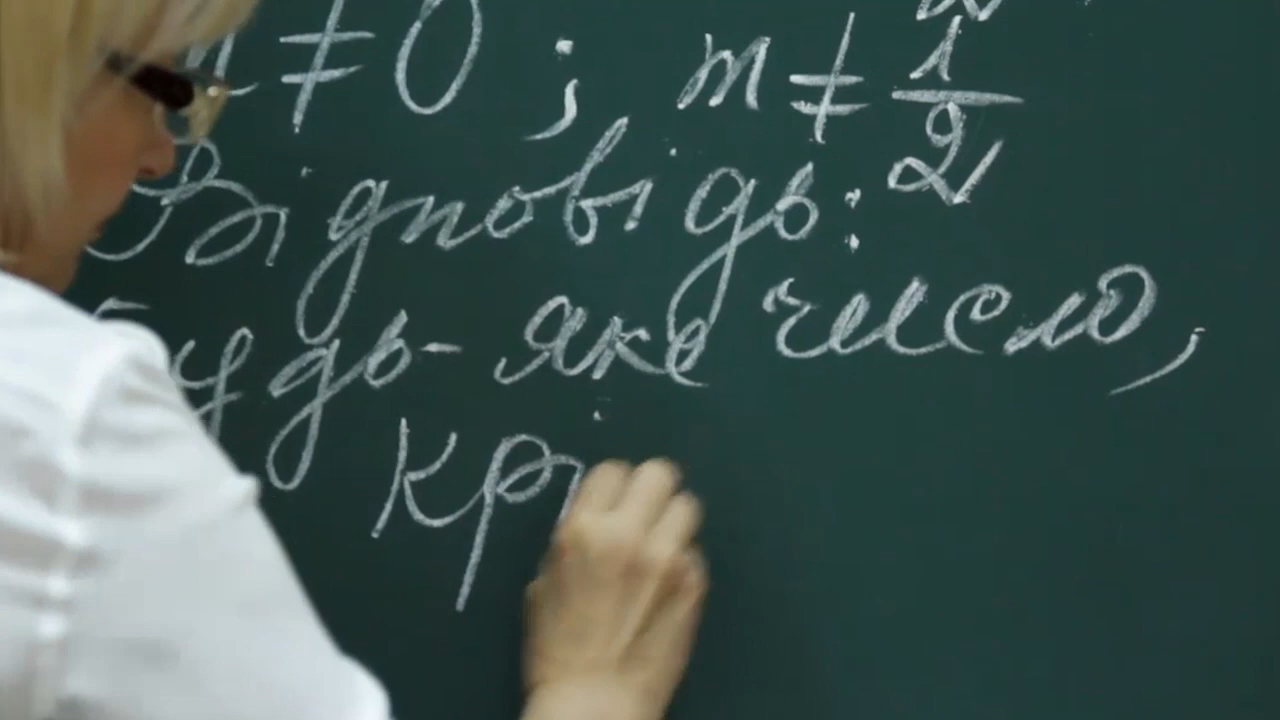 ≠ 0 ; m ≠ 1/2
Відповідь:
будь-яке число,
кр